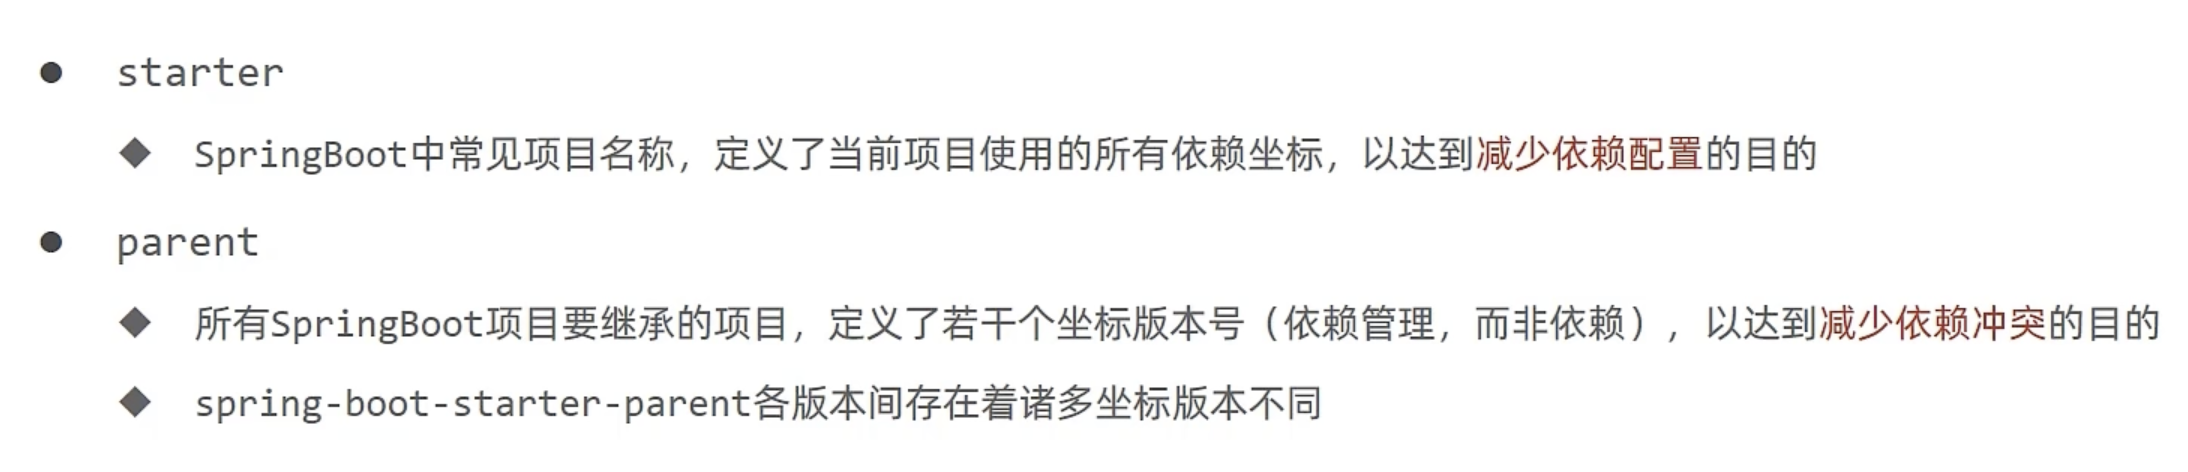 ● starter
◆ SpringBoot中常见项目名称，定义了当前项目使用的所有依赖坐标，以达到减少依赖配置的目的
● parent
◆ 所有SpringBoot项目要继承的项目，定义了若干个坐标版本号（依赖管理，而非依赖），以达到减少依赖冲突的目的
◆ spring-boot-starter-parent各版本间存在着诸多坐标版本不同